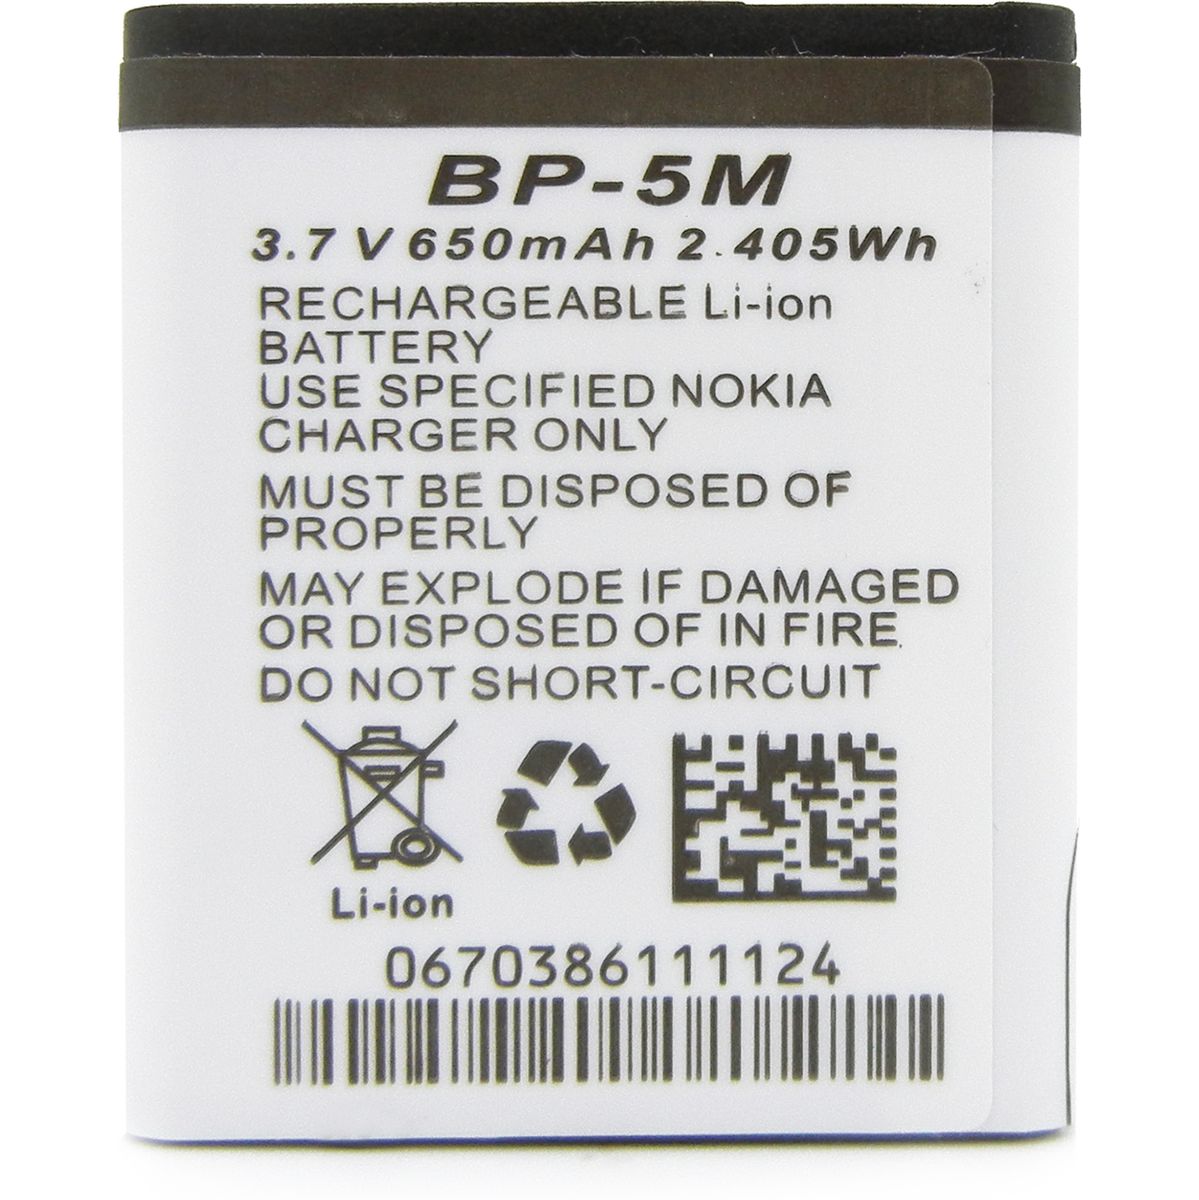 BP-5M
3.7 V 650mAh 2.405Wh
RECHARGEABLE Li-ion
BATTERY
USE SPECIFIED NOKIA
CHARGER ONLY
MUST BE DISPOSED OF
PROPERLY
MAY EXPLODE IF DAMAGED
OR DISPOSED OF IN FIRE.
DO NOT SHORT-CIRCUIT
Li-ion
0670386111124